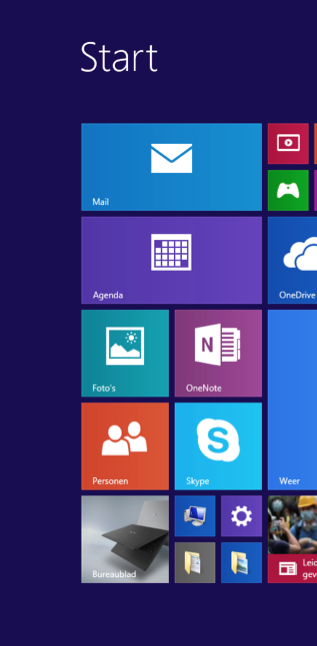 Start
Mail
Agenda
OneDrive
Foto's
OneNote
Personen
Skype
Weer
Bureaublad